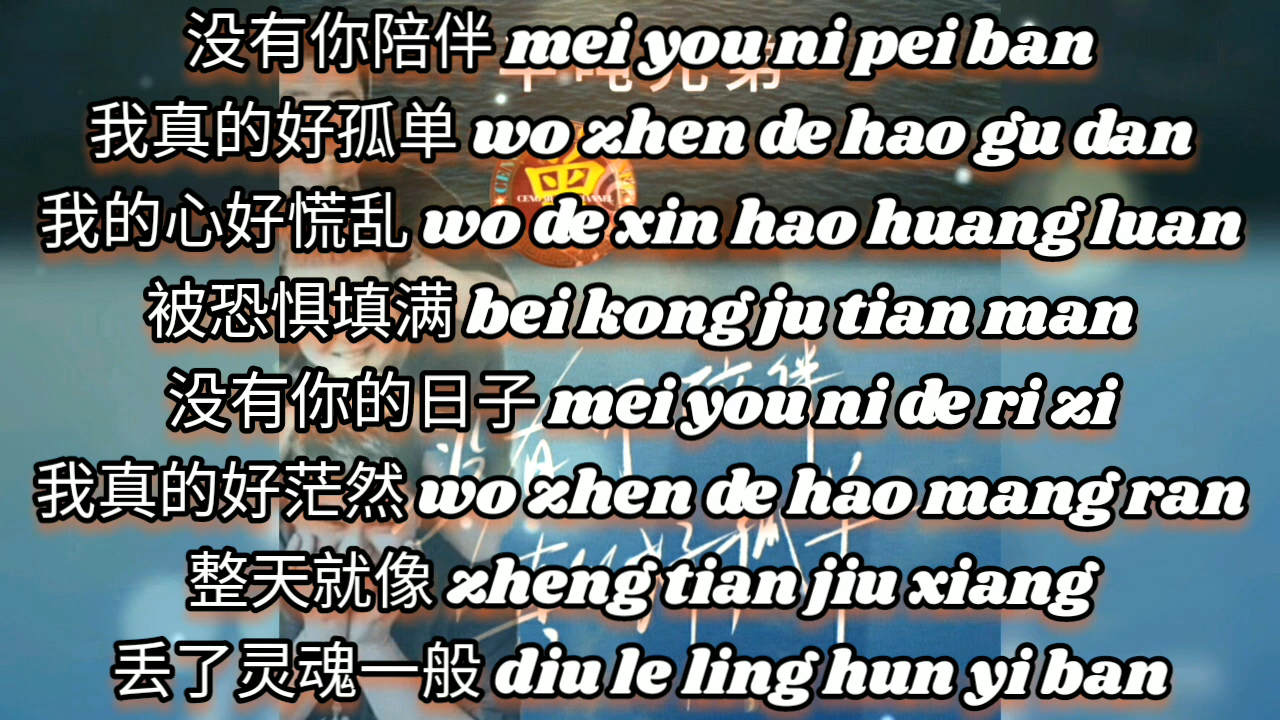 没有你陪伴 mei you ni pei ban
我真的好孤单 wo zhen de hao gu dan
我的心好慌乱 wo de xin hao huang luan
被恐惧填满 bei kong ju tian man
没有你的日子 mei you ni de ri zi
我真的好茫然 wo zhen de hao mang ran
整天就像 zheng tian jiu xiang
丢了灵魂一般 diu le ling hun yi ban